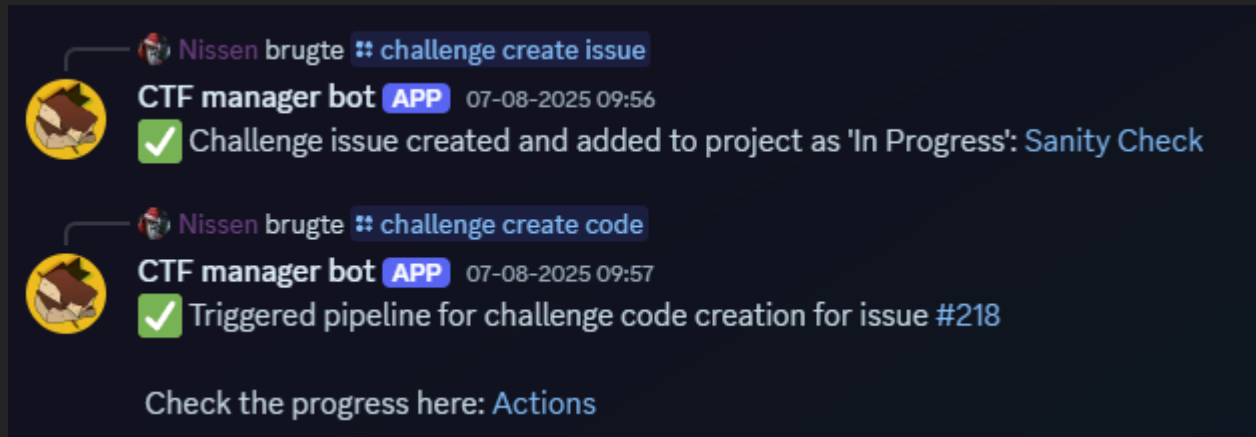 Nissen brugte challenge create issue
CTF manager bot APP 07-08-2025 09:56
Challenge issue created and added to project as 'In Progress': Sanity Check
Nissen brugte challenge create code
CTF manager bot APP 07-08-2025 09:57
Triggered pipeline for challenge code creation for issue #218
Check the progress here: Actions